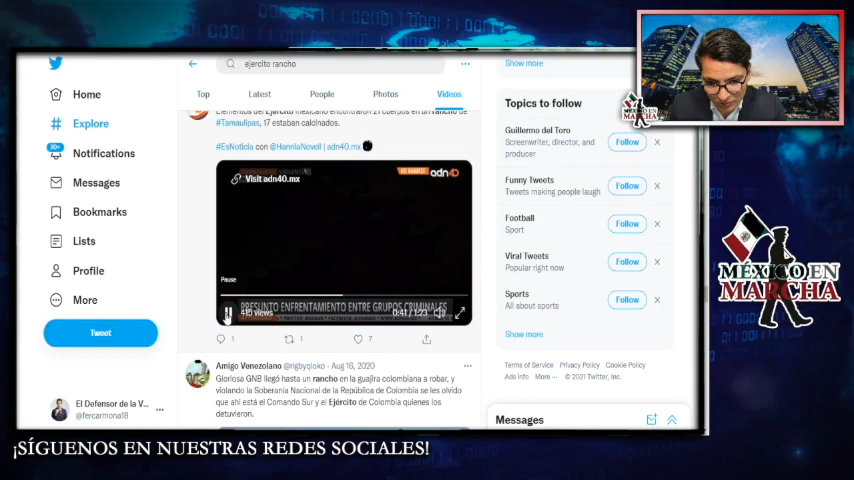 ejercito rancho
Top Latest People Photos Videos
Home
Explore
20+
Notifications
Messages
Bookmarks
Lists
Profile
More
Tweet
El Defensor de la V...
@fercarmona18
Elementos del Ejército mexicano encontraron 21 cuerpos en un rancho de
#Tamaulipas, 17 estaban calcinados.
#EsNoticia con @HanniaNovell | adn40.mx
Visit adn40.mx
adn40
Pause
PRESUNTO ENFRENTAMIENTO ENTRE GRUPOS CRIMINALES
415 views
0:41 / 1:23
1 1 7
Amigo Venezolano @rigbyqloko · Aug 16, 2020
Gloriosa GNB llegó hasta un rancho en la guajira colombiana a robar, y
violando la Soberanía Nacional de la República de Colombia se les olvido
que ahí está el Comando Sur y el Ejército de Colombia quienes los
detuvieron.
Show more
Topics to follow
Guillermo del Toro
Screenwriter, director, and
producer
Follow
Funny Tweets
Tweets making people laugh
Follow
Football
Sport
Follow
Viral Tweets
Popular right now
Follow
Sports
All about sports
Follow
Show more
Terms of Service Privacy Policy Cookie Policy
Ads info More ··· © 2021 Twitter, Inc.
Messages
MÉXICO EN
MARCHA
MÉXICO EN
MARCHA
¡SÍGUENOS EN NUESTRAS REDES SOCIALES!